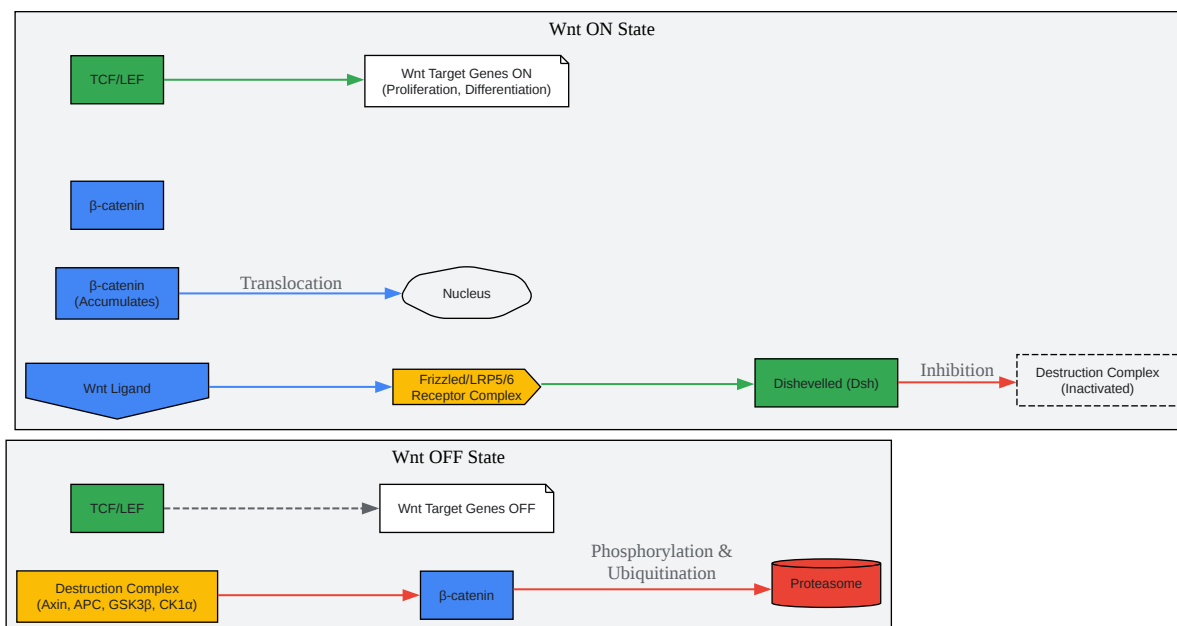 Wnt ON State
TCF/LEF
Wnt Target Genes ON
(Proliferation, Differentiation)
β-catenin
β-catenin
(Accumulates)
Translocation
Nucleus
Wnt Ligand
Frizzled/LRP5/6
Receptor Complex
Dishevelled (Dsh)
Inhibition
Destruction Complex
(Inactivated)
Wnt OFF State
TCF/LEF
Wnt Target Genes OFF
Destruction Complex
(Axin, APC, GSK3β, CK1α)
β-catenin
Phosphorylation &
Ubiquitination
Proteasome